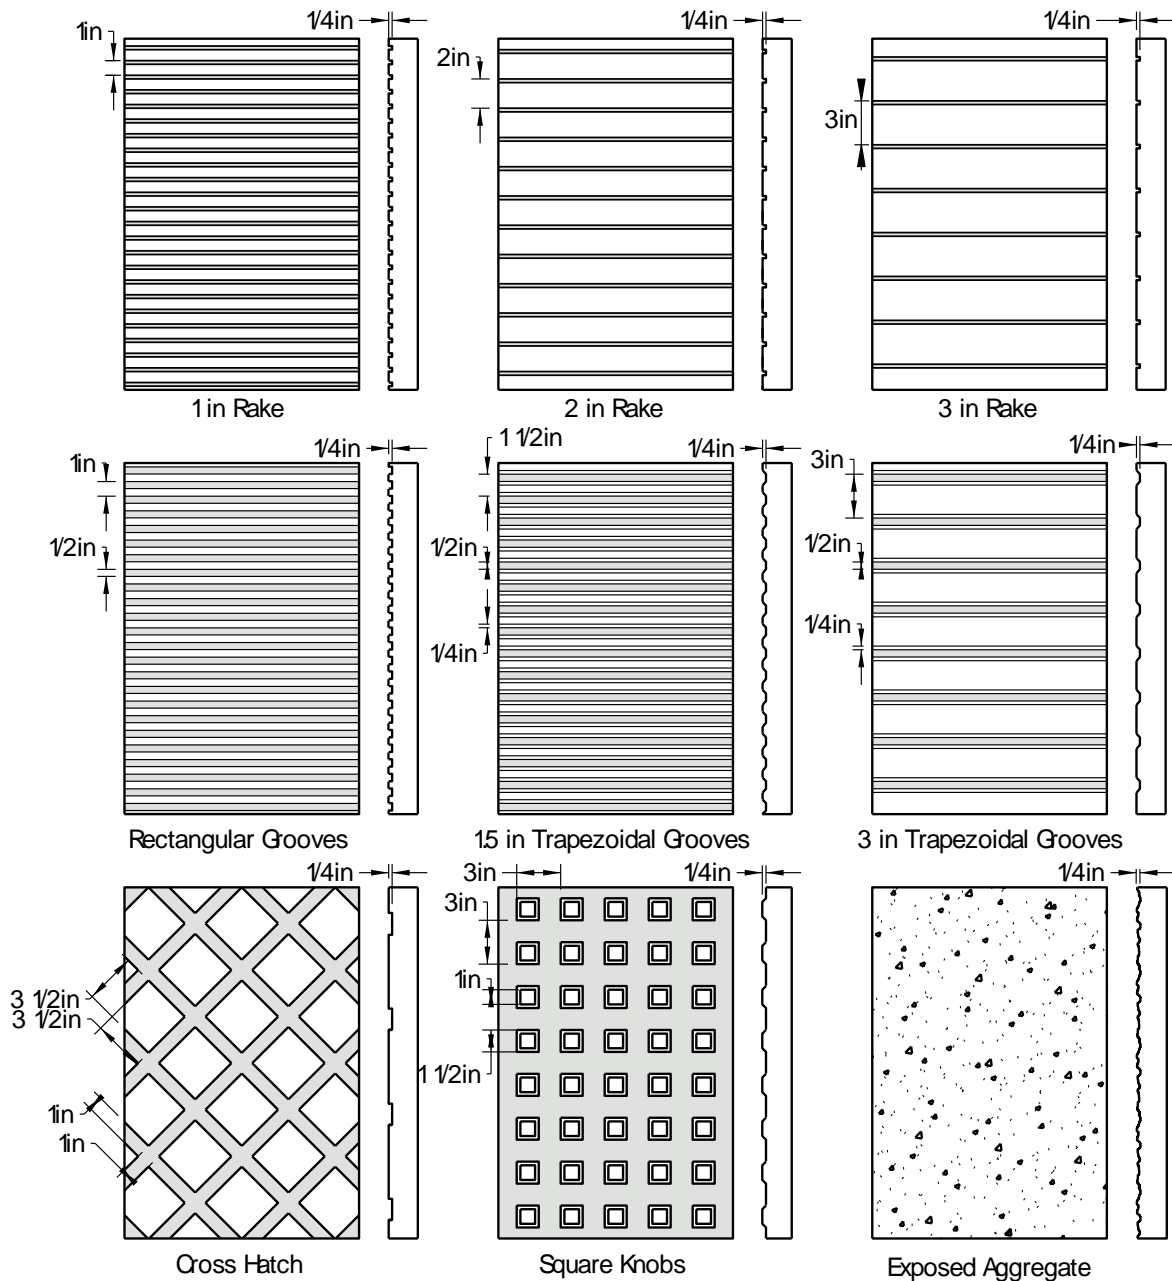 1/4in
1/4in
1/4in
1in
2in
3in
1 in Rake
2 in Rake
3 in Rake
1 1/2in
1/4in
1/4in
1/4in
1in
3in
1/2in
1/2in
1/2in
1/4in
1/4in
Rectangular Grooves
1.5 in Trapezoidal Grooves
3 in Trapezoidal Grooves
1/4in
3in
1/4in
1/4in
3in
3 1/2in
1in
3 1/2in
1 1/2in
1in
1in
Cross Hatch
Square Knobs
Exposed Aggregate